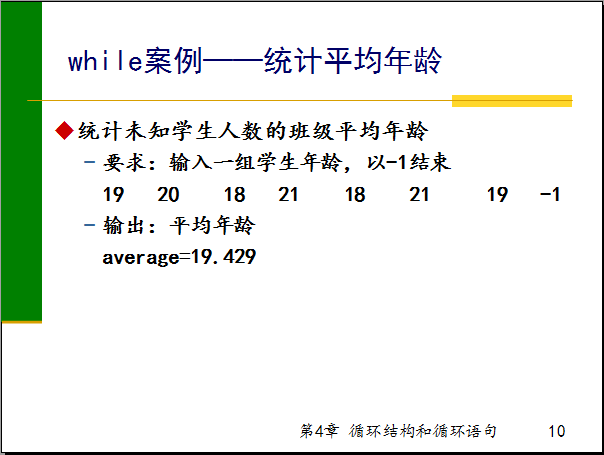 while案例——统计平均年龄
统计未知学生人数的班级平均年龄
– 要求：输入一组学生年龄，以-1结束
19 20 18 21 18 21 19 -1
– 输出：平均年龄
average=19.429
第4章 循环结构和循环语句 10